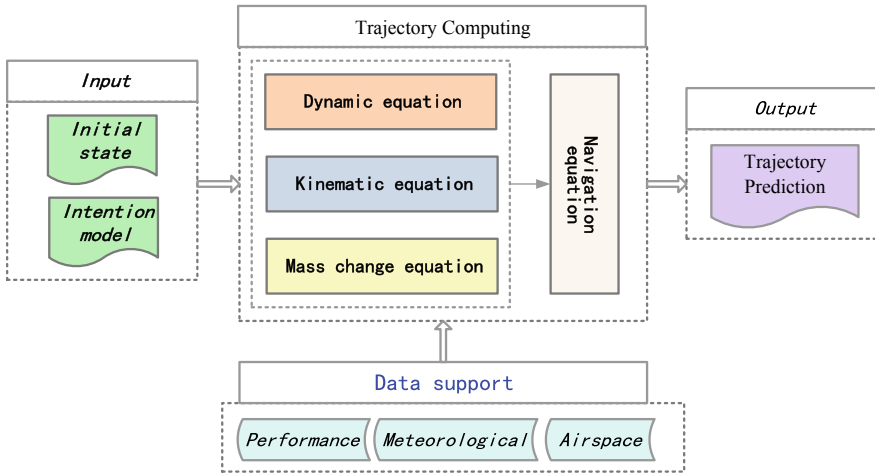 Trajectory Computing
Input
Initial
state
Intention
model
Dynamic equation
Kinematic equation
Mass change equation
Navigation
equation
Output
Trajectory
Prediction
Data support
Performance
Meteorological
Airspace